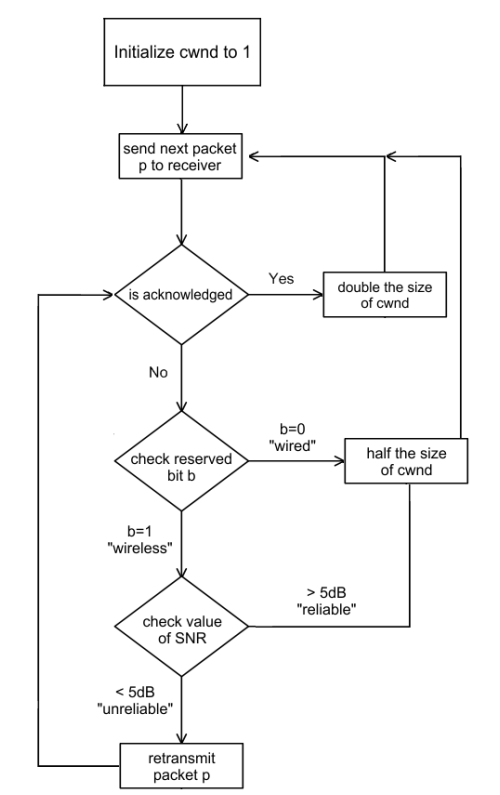 Initialize cwnd to 1
send next packet
p to receiver
is acknowledged
Yes
double the size
of cwnd
No
check reserved
bit b
b=0
"wired"
half the size
of cwnd
b=1
"wireless"
check value
of SNR
> 5dB
"reliable"
< 5dB
"unreliable"
retransmit
packet p